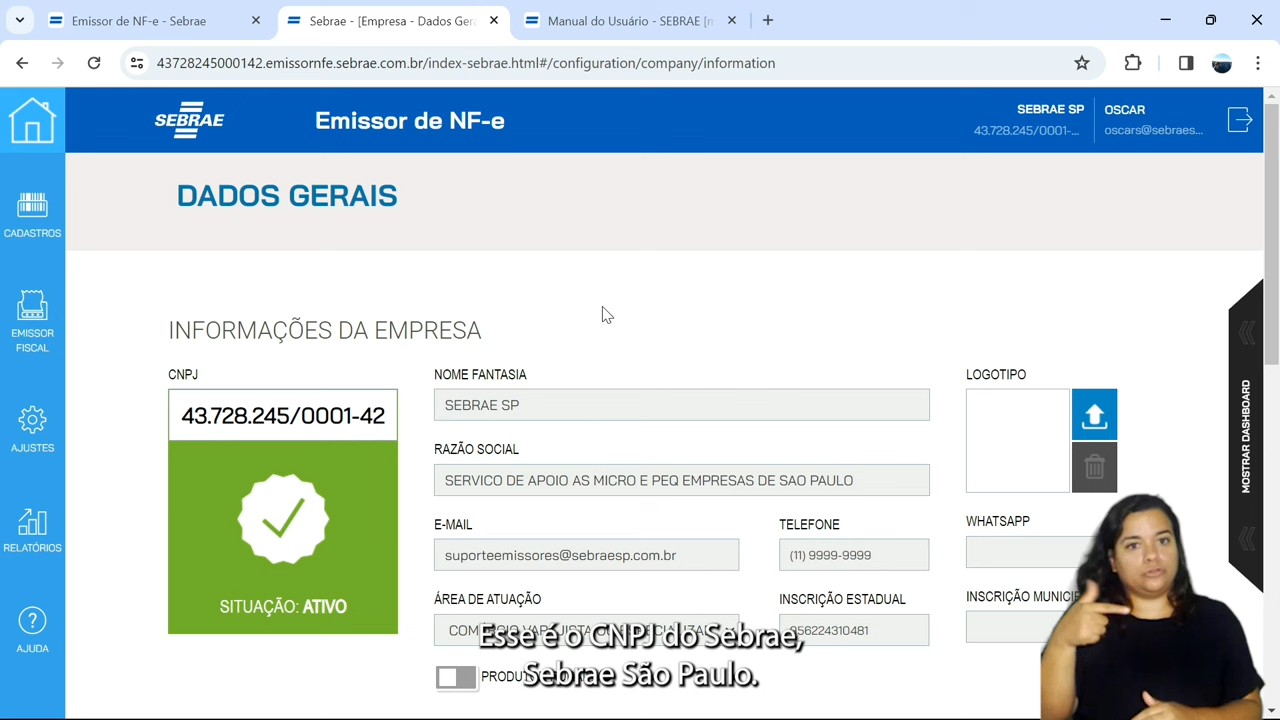 Emissor de NF-e - Sebrae
Sebrae - [Empresa - Dados Gera
Manual do Usuário - SEBRAE [m
43728245000142.emissornfe.sebrae.com.br/index-sebrae.html#/configuration/company/information
SEBRAE
Emissor de NF-e
SEBRAE SP
43.728.245/0001-...
OSCAR
oscars@sebraes...
DADOS GERAIS
CADASTROS
EMISSOR
FISCAL
AJUSTES
RELATÓRIOS
AJUDA
MOSTRAR DASHBOARD
INFORMAÇÕES DA EMPRESA
CNPJ
43.728.245/0001-42
SITUAÇÃO: ATIVO
NOME FANTASIA
SEBRAE SP
LOGOTIPO
RAZÃO SOCIAL
SERVICO DE APOIO AS MICRO E PEQ EMPRESAS DE SAO PAULO
E-MAIL
suporteemissores@sebraesp.com.br
TELEFONE
(11) 9999-9999
WHATSAPP
ÁREA DE ATUAÇÃO
INSCRIÇÃO ESTADUAL
956224310481
INSCRIÇÃO MUNICI
Esse é o CNPJ do Sebrae,
Sebrae São Paulo.